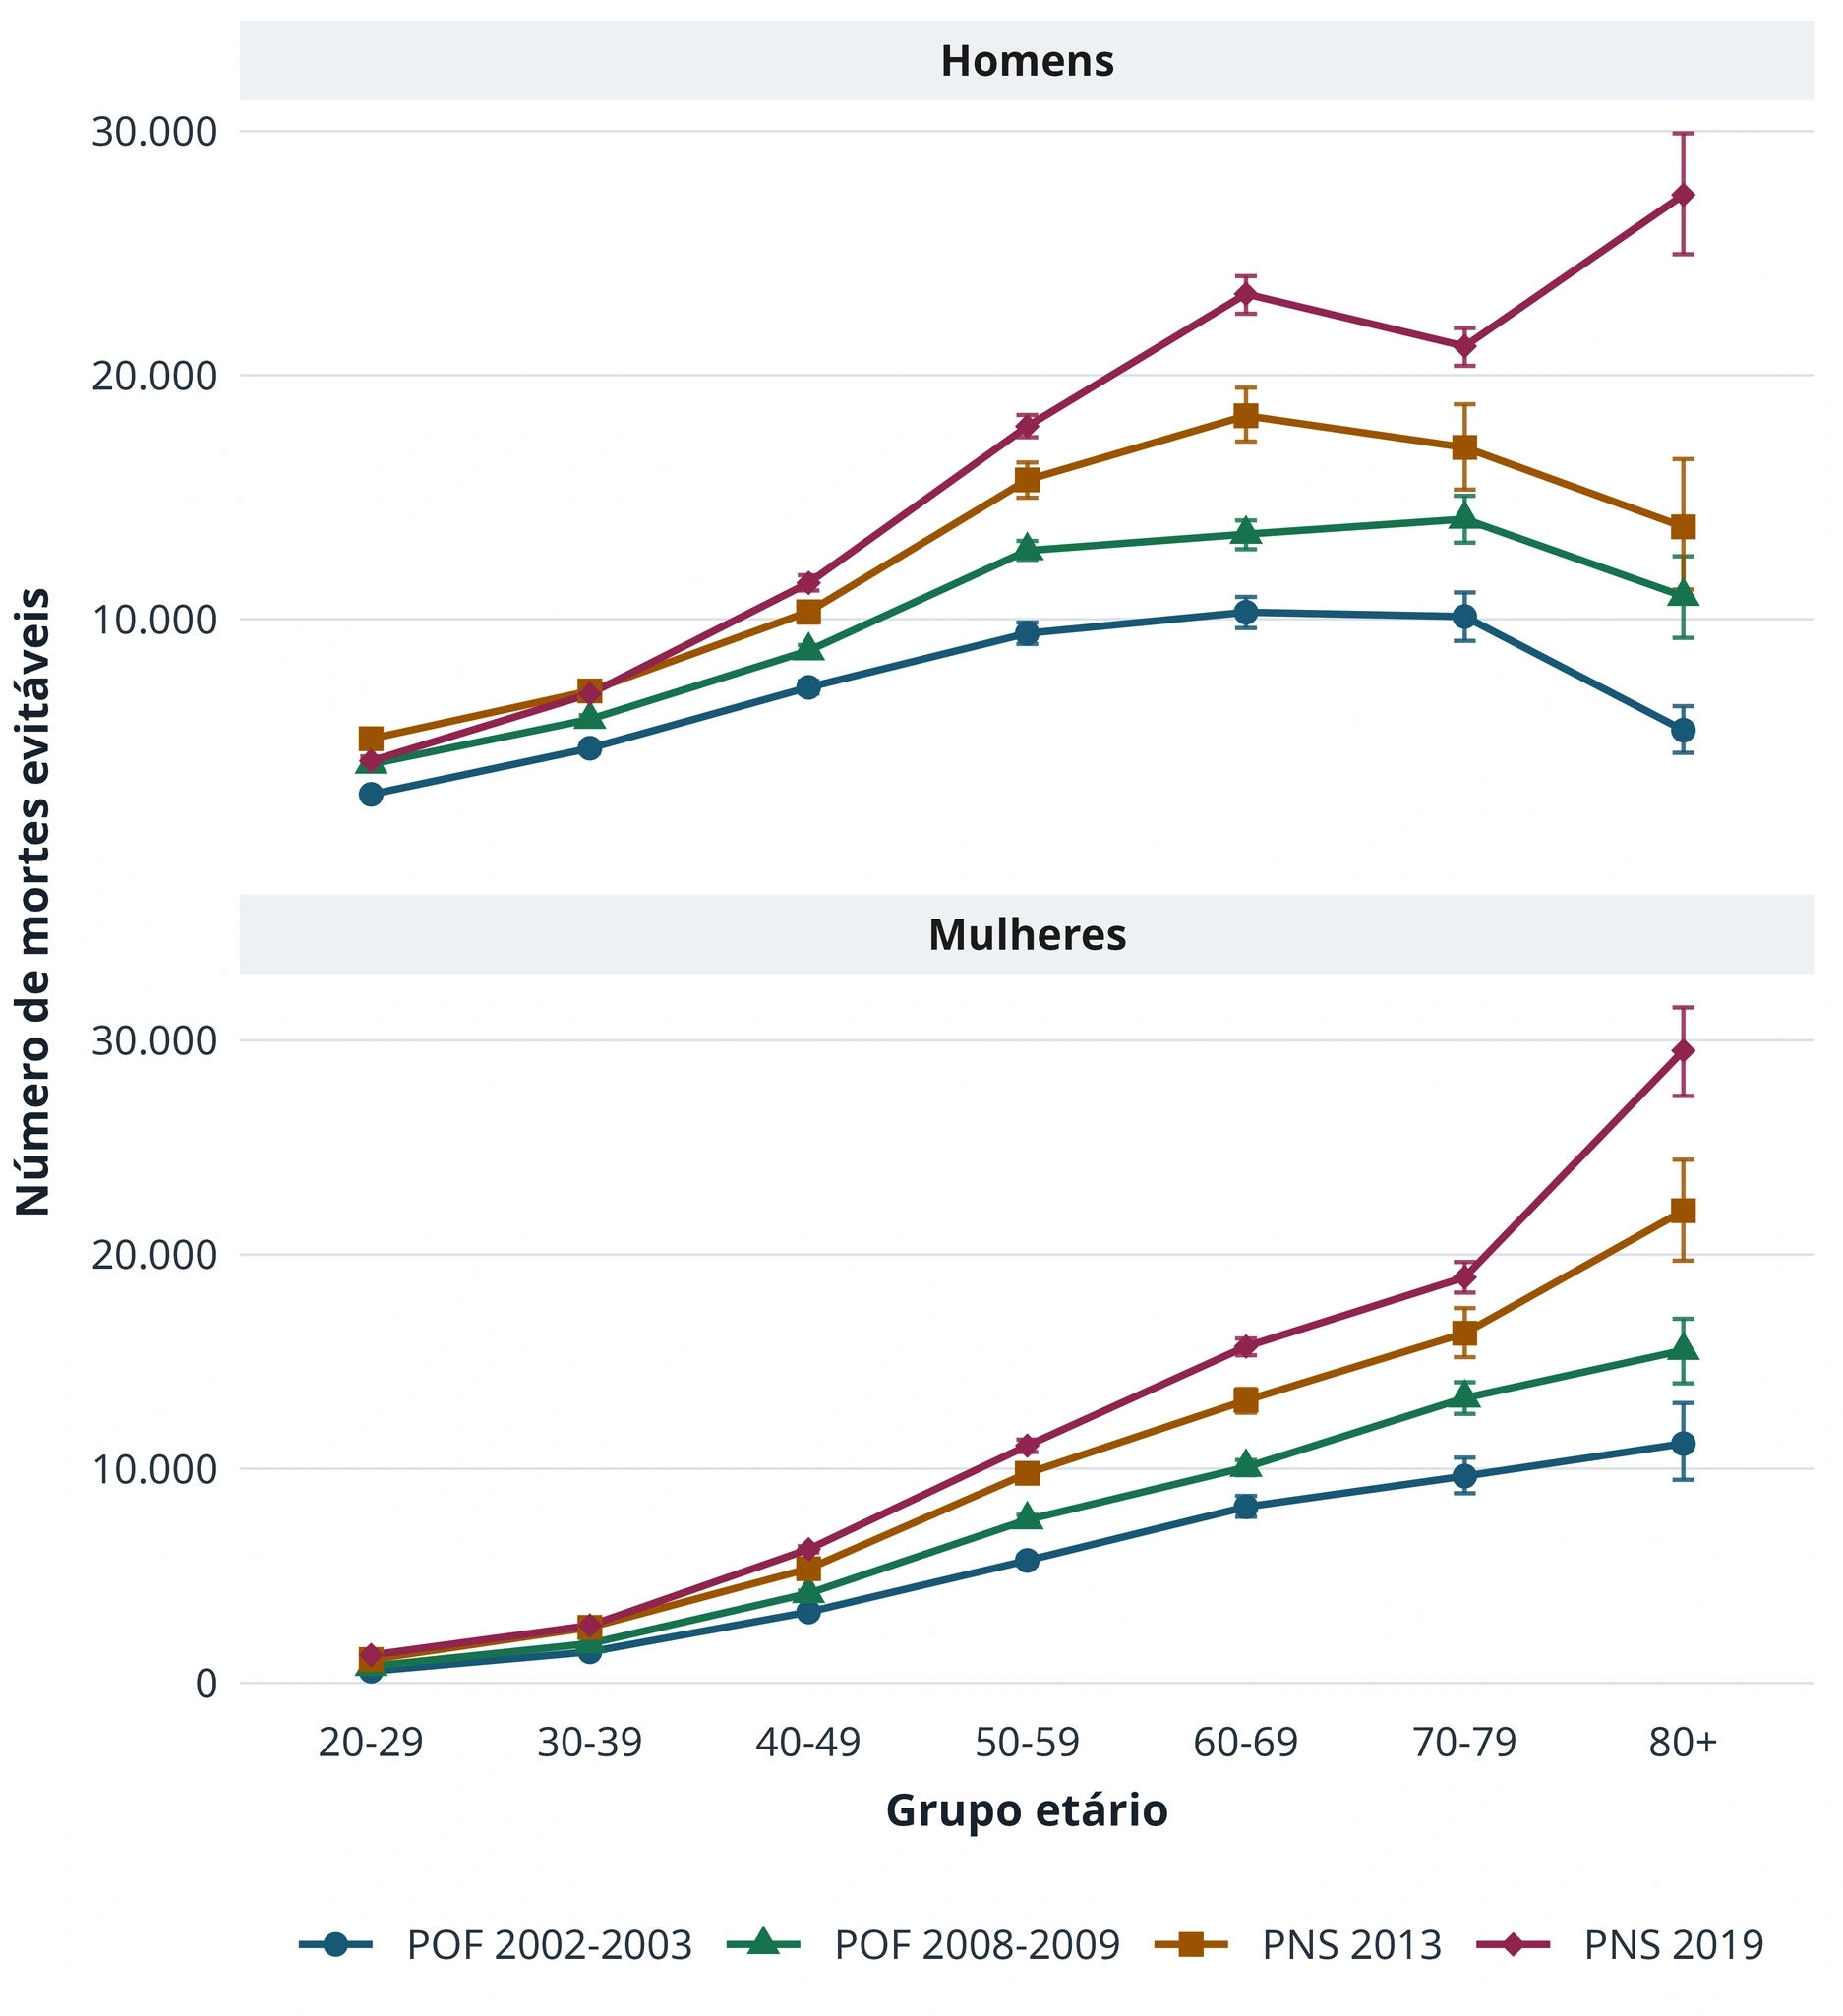 Homens
30.000
20.000
10.000
Número de mortes evitáveis
Mulheres
30.000
20.000
10.000
0
20-29 30-39 40-49 50-59 60-69 70-79 80+
Grupo etário
POF 2002-2003 POF 2008-2009 PNS 2013 PNS 2019